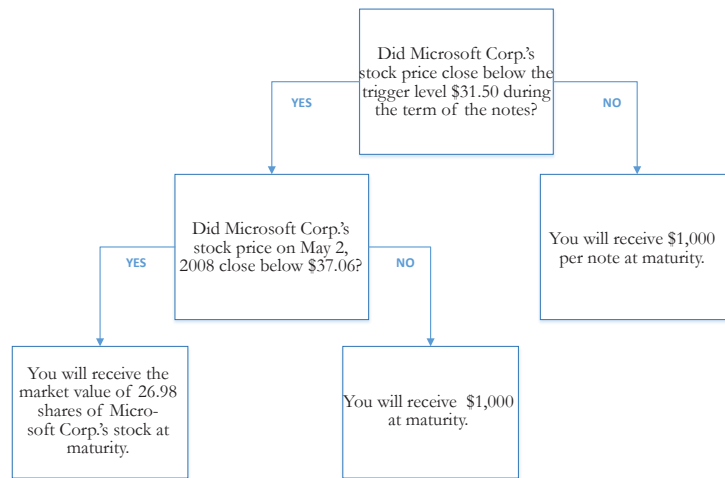 Did Microsoft Corp.'s
stock price close below the
trigger level $31.50 during
the term of the notes?
YES
NO
Did Microsoft Corp.'s
stock price on May 2,
2008 close below $37.06?
You will receive $1,000
per note at maturity.
YES
NO
You will receive the
market value of 26.98
shares of Micro-
soft Corp.'s stock at
maturity.
You will receive $1,000
at maturity.